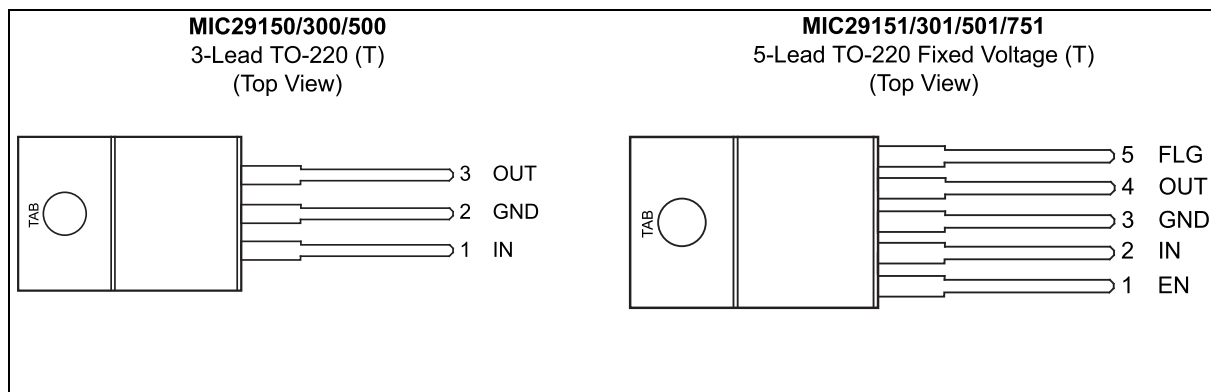 MIC29150/300/500
3-Lead TO-220 (T)
(Top View)
TAB
3 OUT
2 GND
1 IN
MIC29151/301/501/751
5-Lead TO-220 Fixed Voltage (T)
(Top View)
TAB
5 FLG
4 OUT
3 GND
2 IN
1 EN